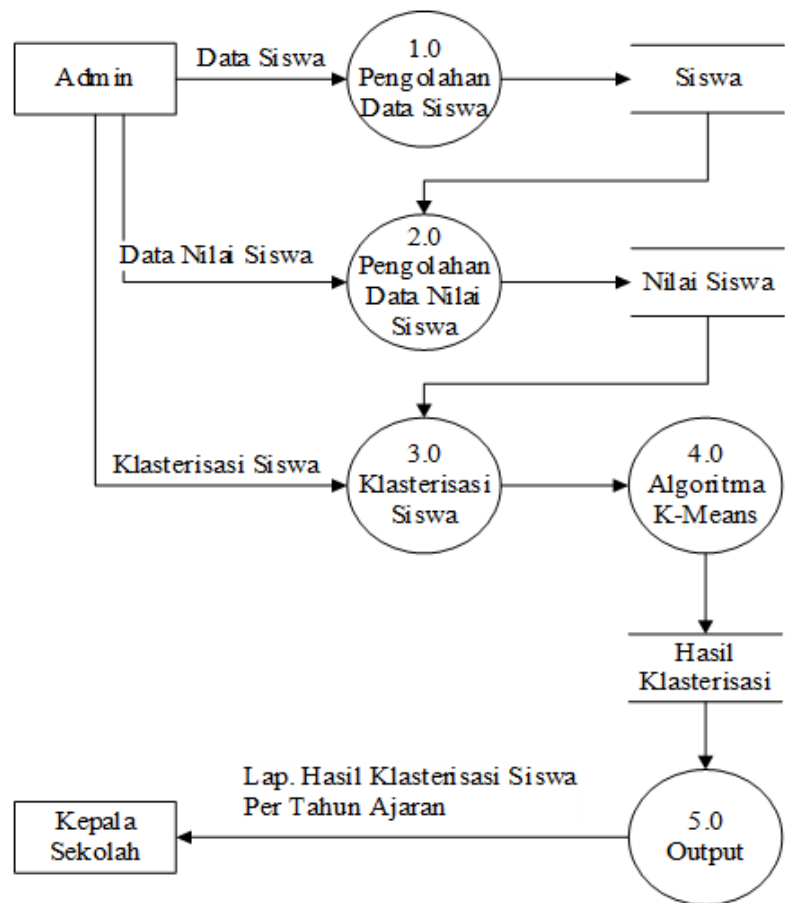 Admin
Data Siswa
1.0
Pengolahan
Data Siswa
Siswa
Data Nilai Siswa
2.0
Pengolahan
Data Nilai
Siswa
Nilai Siswa
Klasterisasi Siswa
3.0
Klasterisasi
Siswa
4.0
Algoritma
K-Means
Hasil
Klasterisasi
Lap. Hasil Klasterisasi Siswa
Per Tahun Ajaran
Kepala
Sekolah
5.0
Output